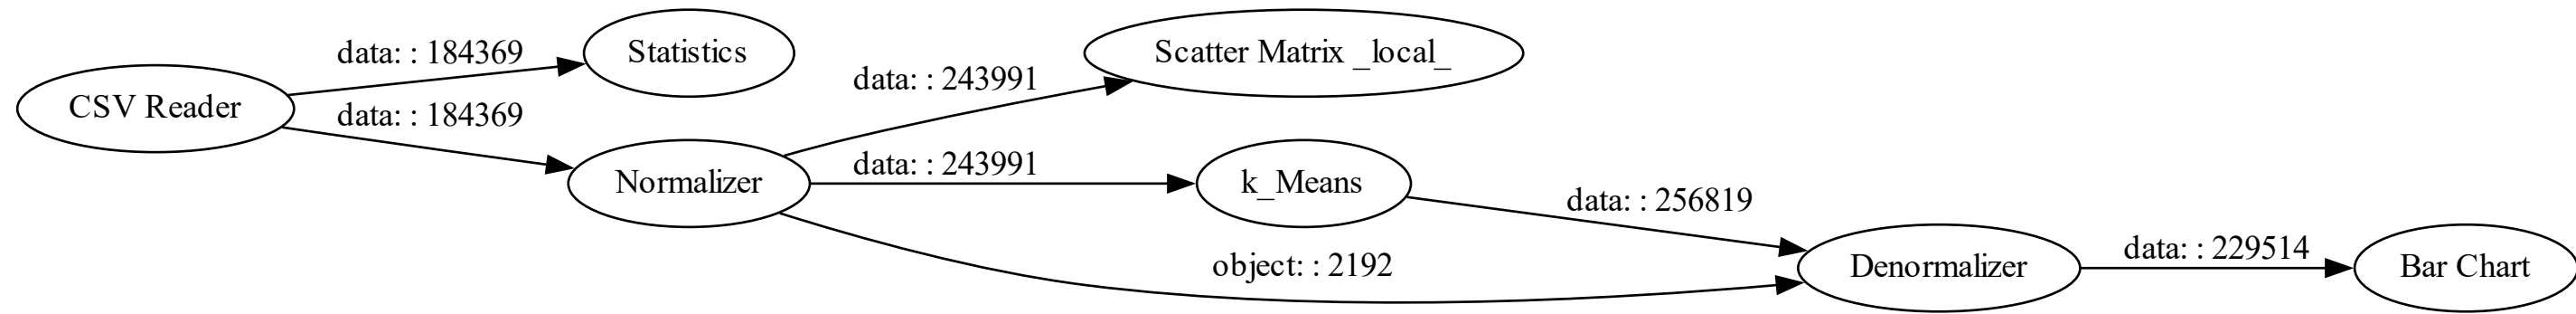 CSV Reader
data: : 184369
data: : 184369
Statistics
Normalizer
data: : 243991
data: : 243991
object: : 2192
Scatter Matrix _local_
k_Means
data: : 256819
Denormalizer
data: : 229514
Bar Chart